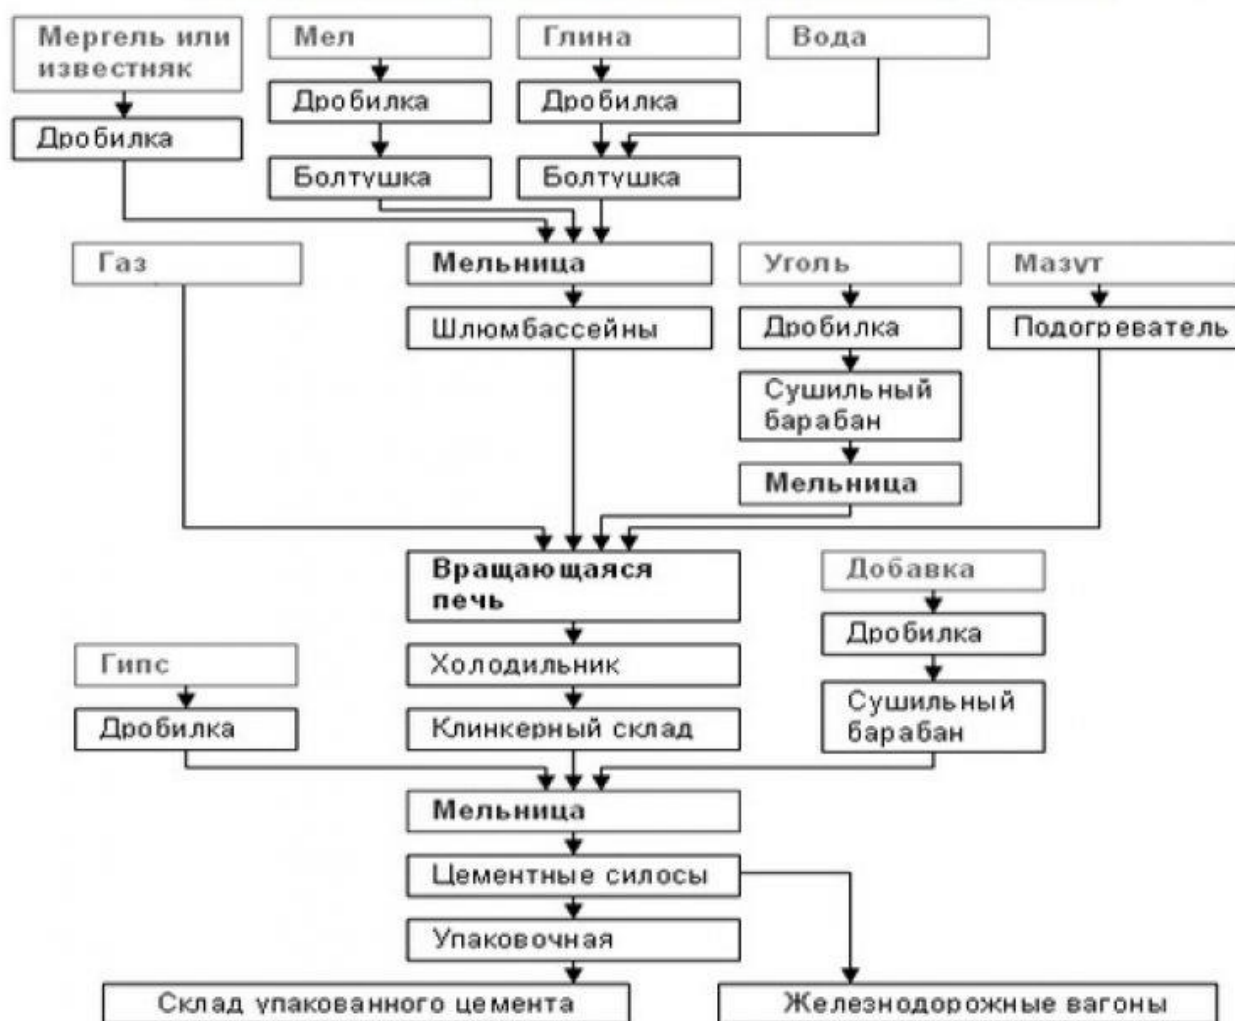 Мергель или
известняк
Мел
Глина
Вода
Дробилка
Дробилка
Дробилка
Болтушка
Болтушка
Газ
Мельница
Уголь
Мазут
Шлюмбассейны
Дробилка
Подогреватель
Сушильный
барабан
Мельница
Вращающаяся
печь
Добавка
Дробилка
Гипс
Холодильник
Сушильный
барабан
Дробилка
Клинкерный склад
Мельница
Цементные силосы
Упаковочная
Склад упакованного цемента
Железнодорожные вагоны